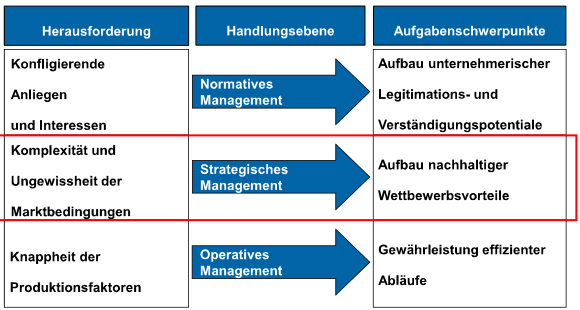 Herausforderung
Handlungsebene
Aufgabenschwerpunkte
Konfligierende
Anliegen
und Interessen
Normatives
Management
Aufbau unternehmerischer
Legitimations- und
Verständigungspotentiale
Komplexität und
Ungewissheit der
Marktbedingungen
Strategisches
Management
Aufbau nachhaltiger
Wettbewerbsvorteile
Knappheit der
Produktionsfaktoren
Operatives
Management
Gewährleistung effizienter
Abläufe